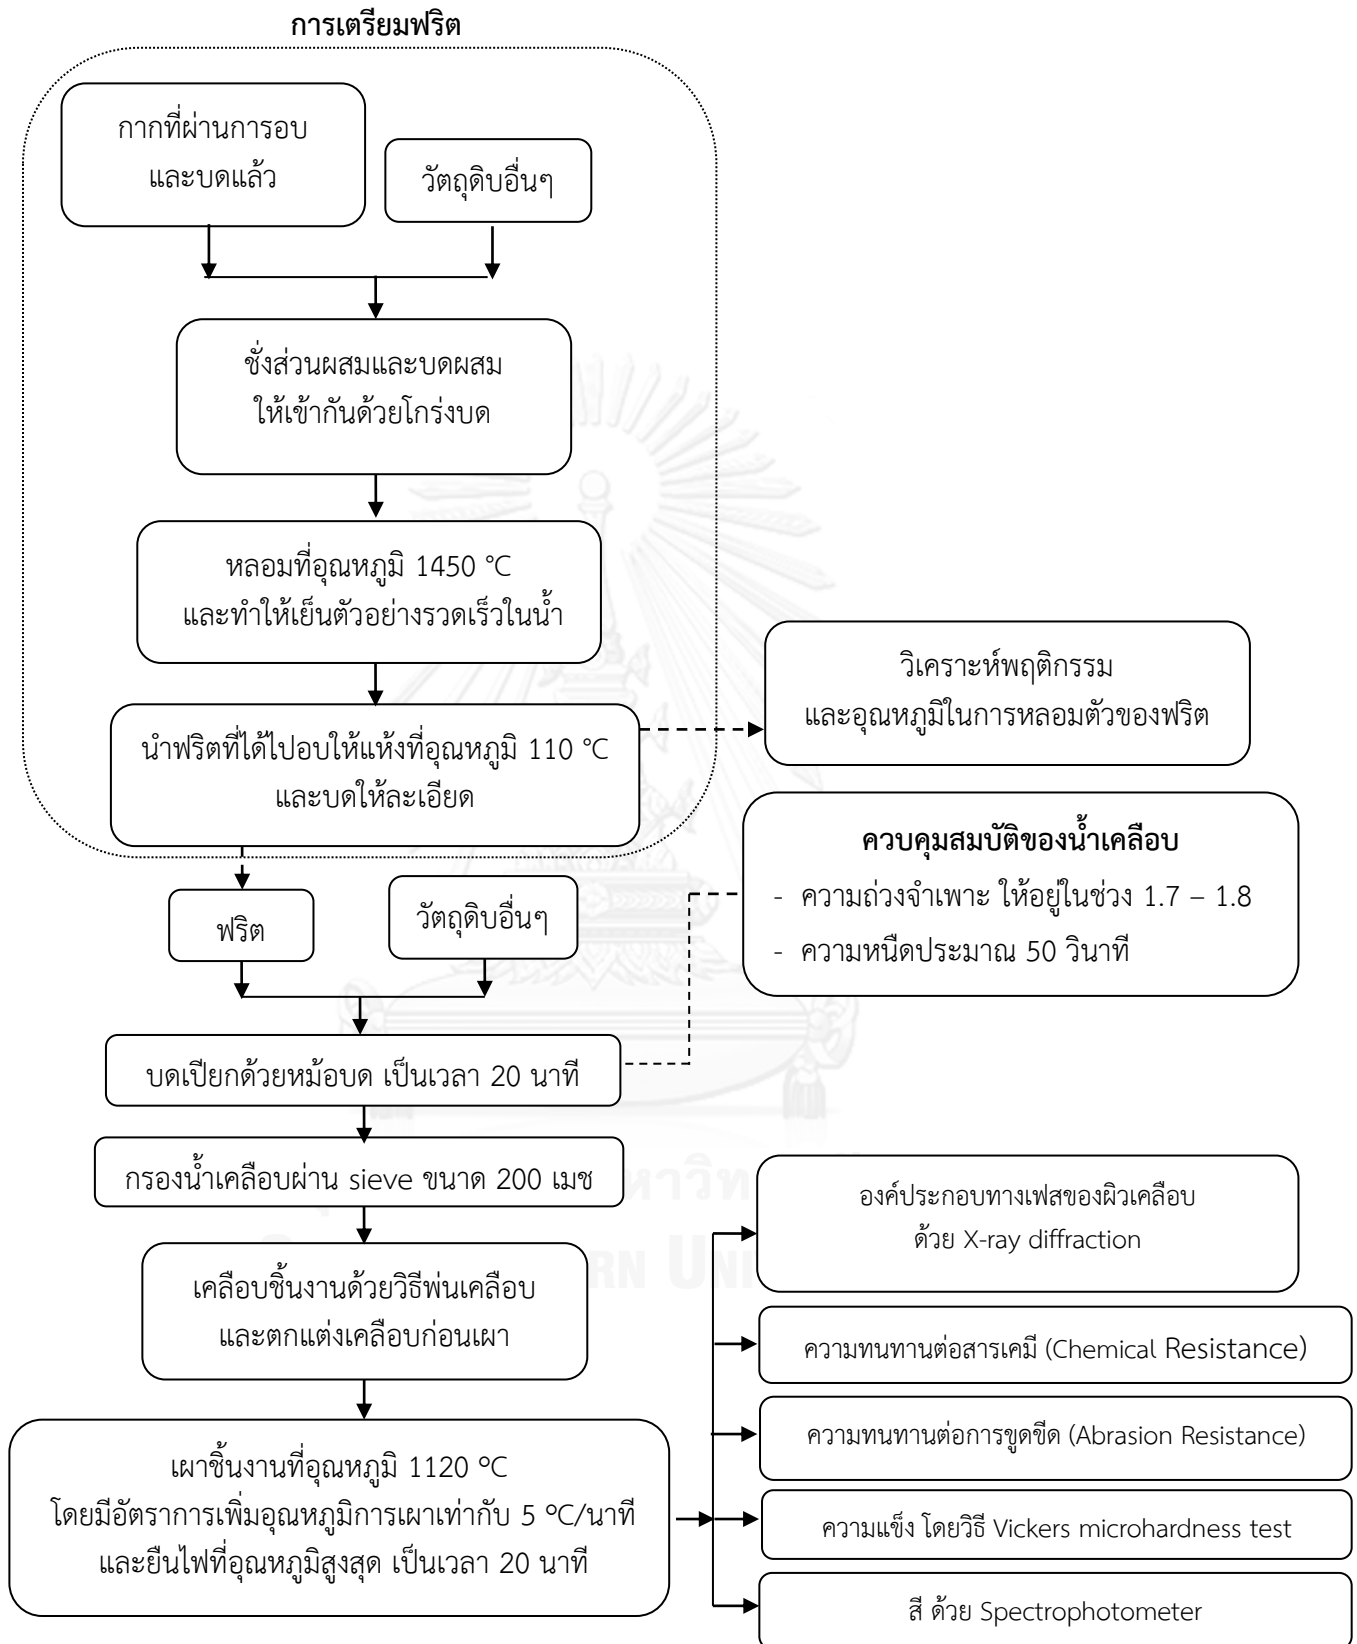 การเตรียมฟริต
กากที่ผ่านการอบ
และบดแล้ว
วัตถุดิบอื่นๆ
ชั่งส่วนผสมและบดผสม
ให้เข้ากันด้วยโกร่งบด
หลอมที่อุณหภูมิ 1450 °C
และทำให้เย็นตัวอย่างรวดเร็วในน้ำ
วิเคราะห์พฤติกรรม
และอุณหภูมิในการหลอมตัวของฟริต
นำฟริตที่ได้ไปอบให้แห้งที่อุณหภูมิ 110 °C
และบดให้ละเอียด
ควบคุมสมบัติของน้ำเคลือบ
- ความถ่วงจำเพาะ ให้อยู่ในช่วง 1.7 – 1.8
- ความหนืดประมาณ 50 วินาที
ฟริต
วัตถุดิบอื่นๆ
บดเปียกด้วยหม้อบด เป็นเวลา 20 นาที
กรองน้ำเคลือบผ่าน sieve ขนาด 200 เมช
เคลือบชิ้นงานด้วยวิธีพ่นเคลือบ
และตกแต่งเคลือบก่อนเผา
เผาชิ้นงานที่อุณหภูมิ 1120 °C
โดยมีอัตราการเพิ่มอุณหภูมิการเผาเท่ากับ 5 °C/นาที
และยืนไฟที่อุณหภูมิสูงสุด เป็นเวลา 20 นาที
องค์ประกอบทางเฟสของผิวเคลือบ
ด้วย X-ray diffraction
ความทนทานต่อสารเคมี (Chemical Resistance)
ความทนทานต่อการขูดขีด (Abrasion Resistance)
ความแข็ง โดยวิธี Vickers microhardness test
สี ด้วย Spectrophotometer